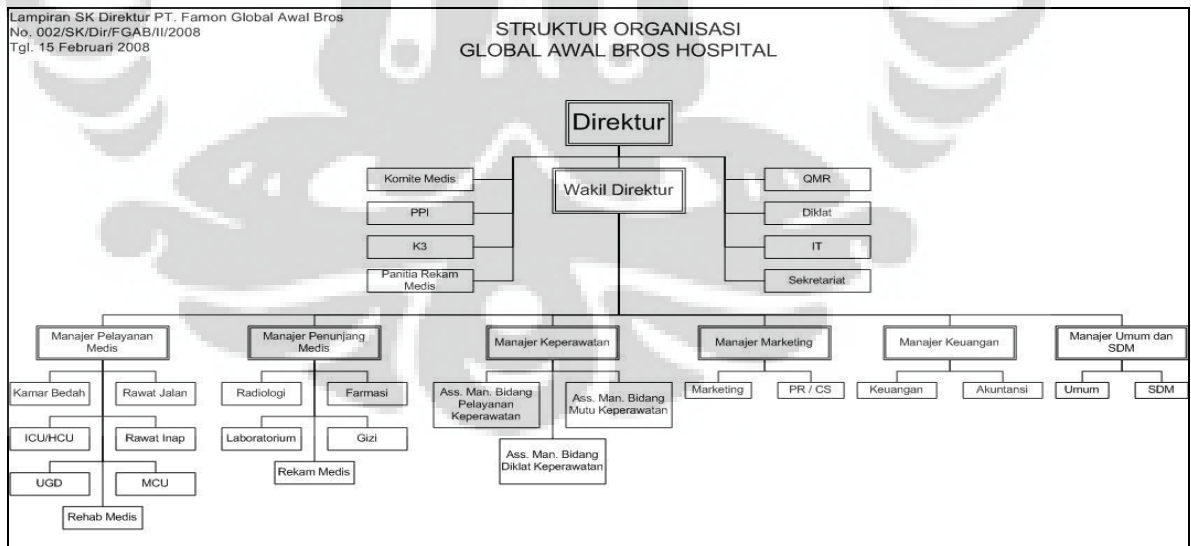 Lampiran SK Direktur PT. Famon Global Awal Bros
No. 002/SK/Dir/FGAB/II/2008
Tgl. 15 Februari 2008
STRUKTUR ORGANISASI
GLOBAL AWAL BROS HOSPITAL
Direktur
Wakil Direktur
Komite Medis
PPI
K3
Panitia Rekam
Medis
QMR
Diklat
IT
Sekretariat
Manajer Pelayanan
Medis
Kamar Bedah
Rawat Jalan
ICU/HCU
Rawat Inap
UGD
MCU
Rehab Medis
Manajer Penunjang
Medis
Radiologi
Farmasi
Laboratorium
Gizi
Rekam Medis
Manajer Keperawatan
Ass. Man. Bidang
Pelayanan
Keperawatan
Ass. Man. Bidang
Mutu Keperawatan
Ass. Man. Bidang
Diklat Keperawatan
Manajer Marketing
Marketing
PR / CS
Manajer Keuangan
Keuangan
Akuntansi
Manajer Umum dan
SDM
Umum
SDM